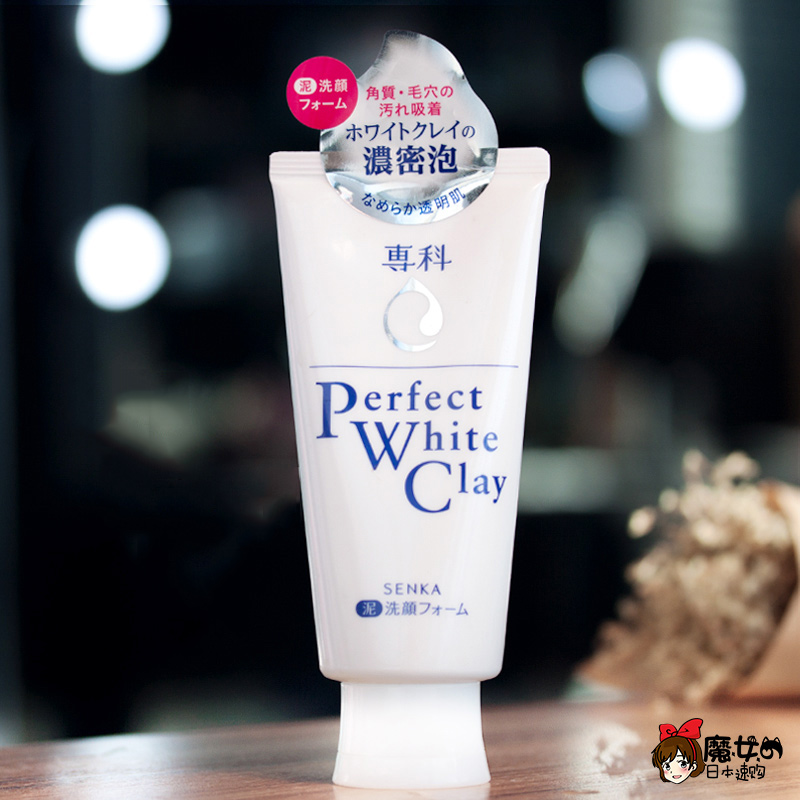 泥 洗顔
フォーム
角質・毛穴の
汚れ吸着
ホワイトクレイの
濃密泡
なめらか透明肌
専科
Perfect
White
Clay
SENKA
泥 洗顔フォーム
魔女の
日本速购